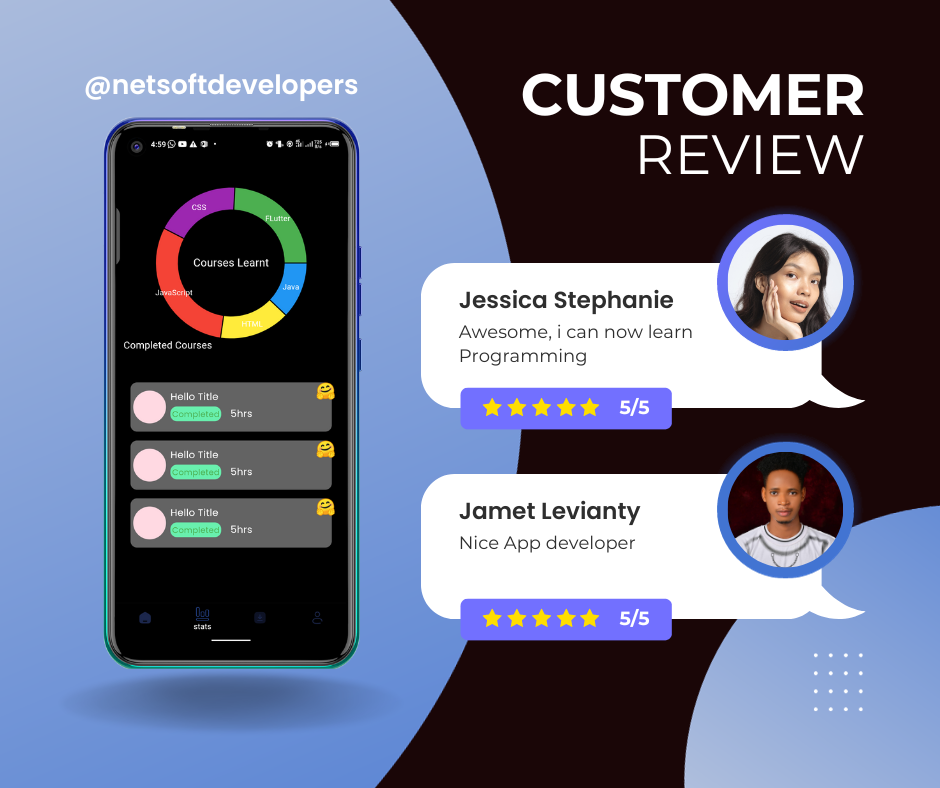 @netsoftdevelopers
CUSTOMER
REVIEW
4:59
CSS
FLutter
Courses Learnt
JavaScript
Java
HTML
Completed Courses
Hello Title
Completed 5hrs
Hello Title
Completed 5hrs
Hello Title
Completed 5hrs
stats
Jessica Stephanie
Awesome, i can now learn
Programming
5/5
Jamet Levianty
Nice App developer
5/5